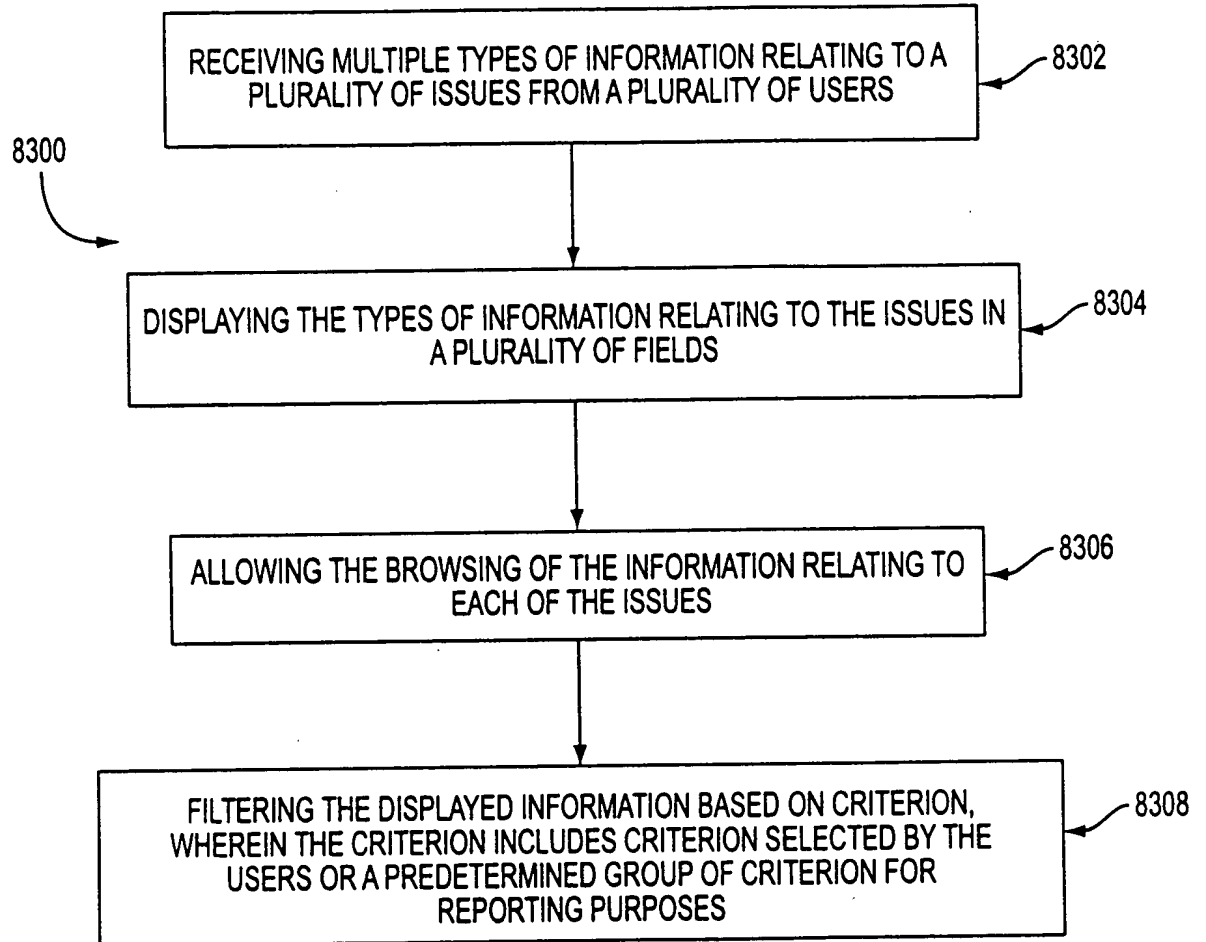 RECEIVING MULTIPLE TYPES OF INFORMATION RELATING TO A
PLURALITY OF ISSUES FROM A PLURALITY OF USERS
8302
8300
DISPLAYING THE TYPES OF INFORMATION RELATING TO THE ISSUES IN
A PLURALITY OF FIELDS
8304
ALLOWING THE BROWSING OF THE INFORMATION RELATING TO
EACH OF THE ISSUES
8306
FILTERING THE DISPLAYED INFORMATION BASED ON CRITERION,
WHEREIN THE CRITERION INCLUDES CRITERION SELECTED BY THE
USERS OR A PREDETERMINED GROUP OF CRITERION FOR
REPORTING PURPOSES
8308